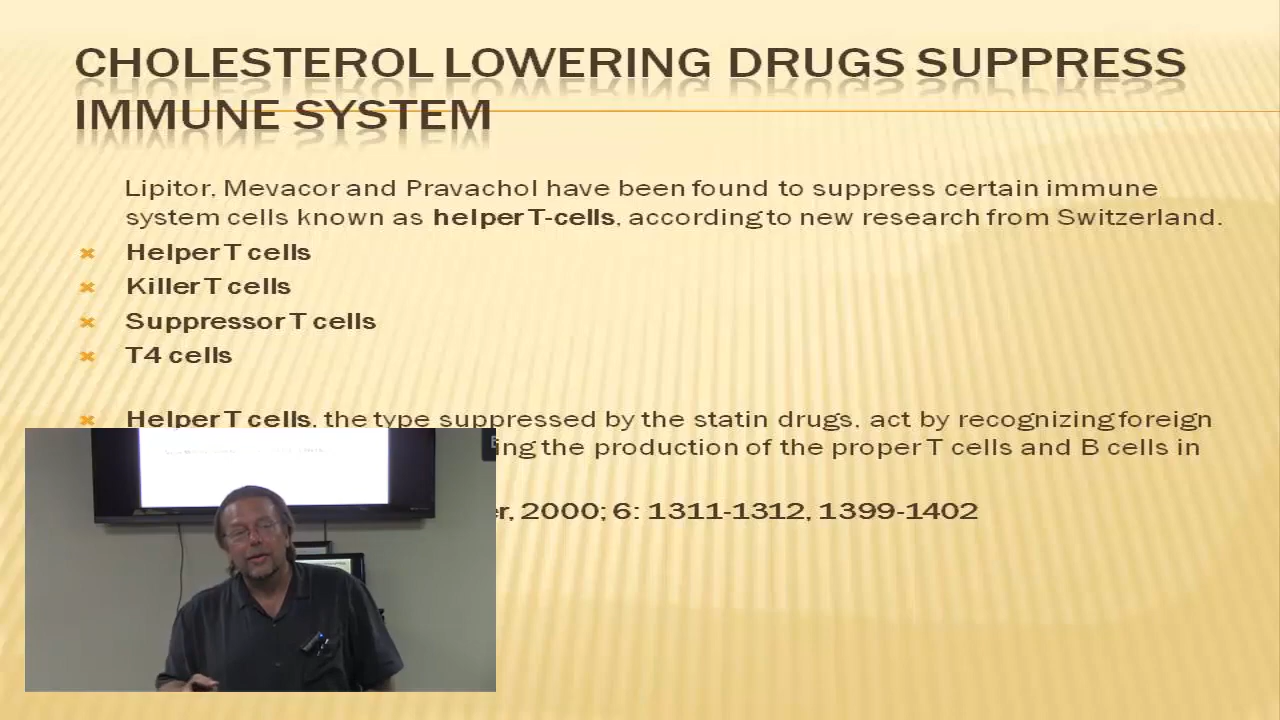 CHOLESTEROL LOWERING DRUGS SUPPRESS
IMMUNE SYSTEM
Lipitor, Mevacor and Pravachol have been found to suppress certain immune
system cells known as helper T-cells, according to new research from Switzerland.
Helper T cells
Killer T cells
Suppressor T cells
T4 cells
Helper T cells, the type suppressed by the statin drugs, act by recognizing foreign
ing the production of the proper T cells and B cells in
r, 2000; 6: 1311-1312, 1399-1402